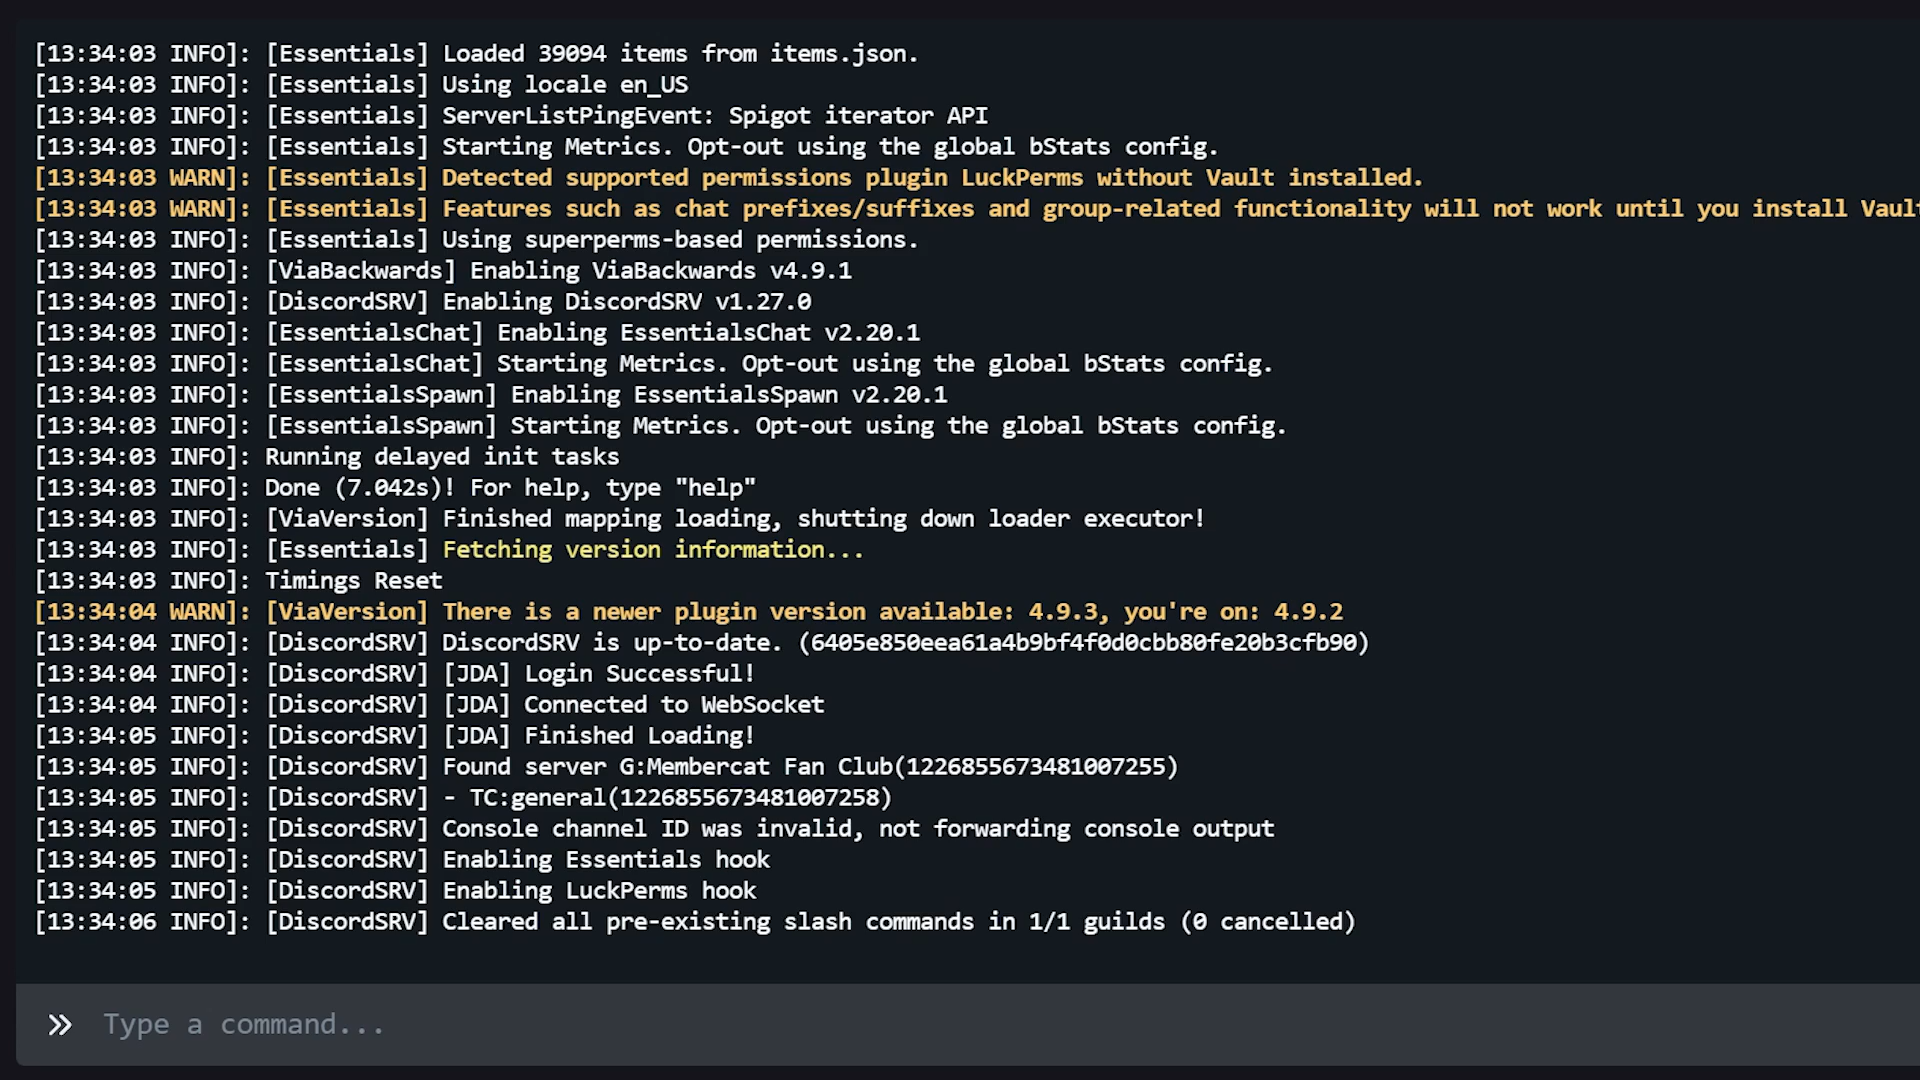 [13:34:03 INFO]: [Essentials] Loaded 39094 items from items.json.
[13:34:03 INFO]: [Essentials] Using locale en_US
[13:34:03 INFO]: [Essentials] ServerListPingEvent: Spigot iterator API
[13:34:03 INFO]: [Essentials] Starting Metrics. Opt-out using the global bStats config.
[13:34:03 WARN]: [Essentials] Detected supported permissions plugin LuckPerms without Vault installed.
[13:34:03 WARN]: [Essentials] Features such as chat prefixes/suffixes and group-related functionality will not work until you install Vault
[13:34:03 INFO]: [Essentials] Using superperms-based permissions.
[13:34:03 INFO]: [ViaBackwards] Enabling ViaBackwards v4.9.1
[13:34:03 INFO]: [DiscordSRV] Enabling DiscordSRV v1.27.0
[13:34:03 INFO]: [EssentialsChat] Enabling EssentialsChat v2.20.1
[13:34:03 INFO]: [EssentialsChat] Starting Metrics. Opt-out using the global bStats config.
[13:34:03 INFO]: [EssentialsSpawn] Enabling EssentialsSpawn v2.20.1
[13:34:03 INFO]: [EssentialsSpawn] Starting Metrics. Opt-out using the global bStats config.
[13:34:03 INFO]: Running delayed init tasks
[13:34:03 INFO]: Done (7.042s)! For help, type "help"
[13:34:03 INFO]: [ViaVersion] Finished mapping loading, shutting down loader executor!
[13:34:03 INFO]: [Essentials] Fetching version information...
[13:34:03 INFO]: Timings Reset
[13:34:04 WARN]: [ViaVersion] There is a newer plugin version available: 4.9.3, you're on: 4.9.2
[13:34:04 INFO]: [DiscordSRV] DiscordSRV is up-to-date. (6405e850eea61a4b9bf4f0d0cbb80fe20b3cfb90)
[13:34:04 INFO]: [DiscordSRV] [JDA] Login Successful!
[13:34:04 INFO]: [DiscordSRV] [JDA] Connected to WebSocket
[13:34:05 INFO]: [DiscordSRV] [JDA] Finished Loading!
[13:34:05 INFO]: [DiscordSRV] Found server G:Membercat Fan Club(1226855673481007255)
[13:34:05 INFO]: [DiscordSRV] - TC:general(1226855673481007258)
[13:34:05 INFO]: [DiscordSRV] Console channel ID was invalid, not forwarding console output
[13:34:05 INFO]: [DiscordSRV] Enabling Essentials hook
[13:34:05 INFO]: [DiscordSRV] Enabling LuckPerms hook
[13:34:06 INFO]: [DiscordSRV] Cleared all pre-existing slash commands in 1/1 guilds (0 cancelled)
» Type a command...